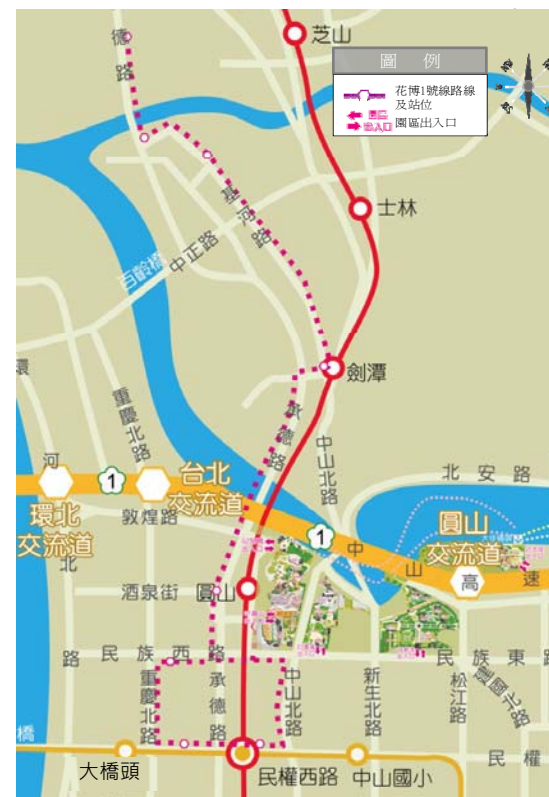 德路
芝山
圖 例
花博1號線路線
及站位
園區
出入口
園區出入口
基河路
士林
中正路
百齡橋
劍潭
環
河
北
路
重慶北路
承德路
中山北路
北安路
台北
交流道
1
環北
交流道
敦煌路
1
圓山
交流道
中 山 高 速
酒泉街
圓山
民 族 西 路
民 族 東 路
重慶北路
承德路
中山北路
新生北路
松江路
建國北路
橋
大橋頭
民權西路
中山國小
民 權